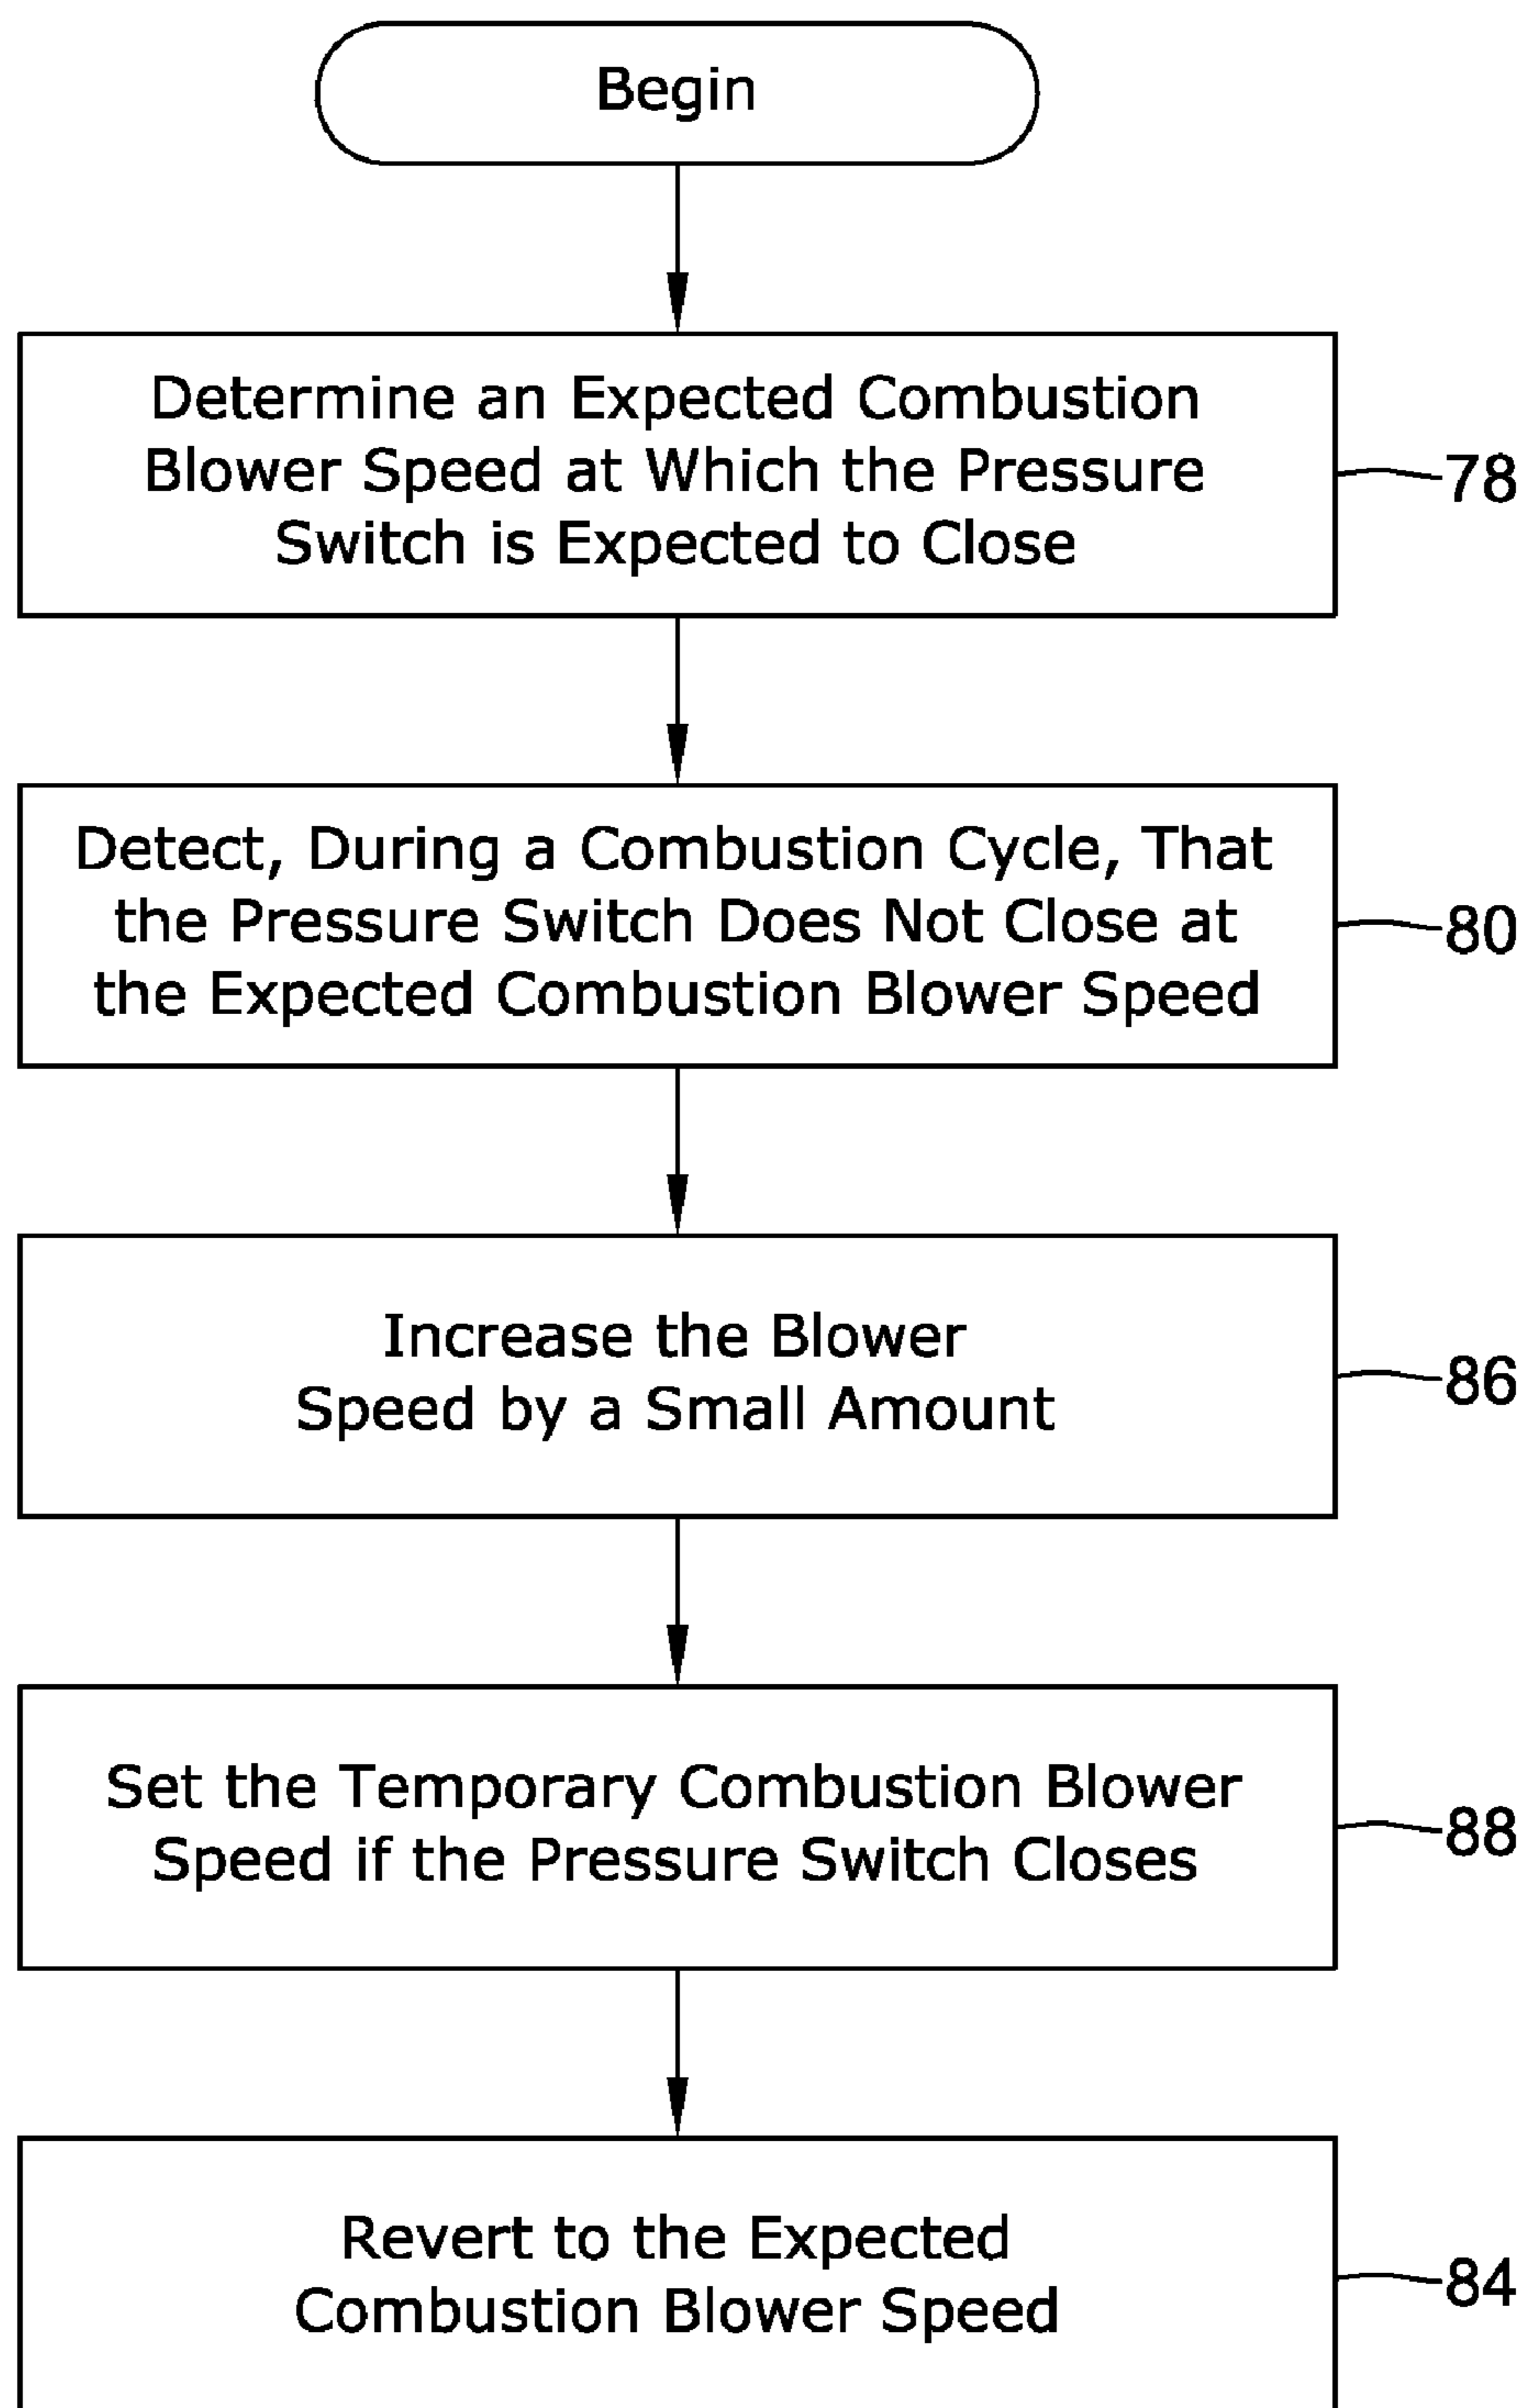 Begin
Determine an Expected Combustion
Blower Speed at Which the Pressure
Switch is Expected to Close
78
Detect, During a Combustion Cycle, That
the Pressure Switch Does Not Close at
the Expected Combustion Blower Speed
80
Increase the Blower
Speed by a Small Amount
86
Set the Temporary Combustion Blower
Speed if the Pressure Switch Closes
88
Revert to the Expected
Combustion Blower Speed
84